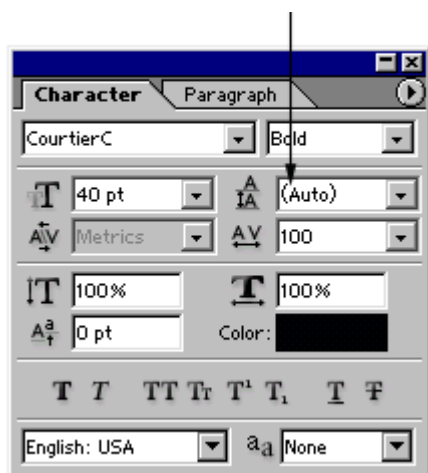 Character Paragraph
CourtierC Bold
40 pt (Auto)
Metrics 100
100% 100%
0 pt Color:
T T TT Tr T¹ T₁ T T
English: USA aa None